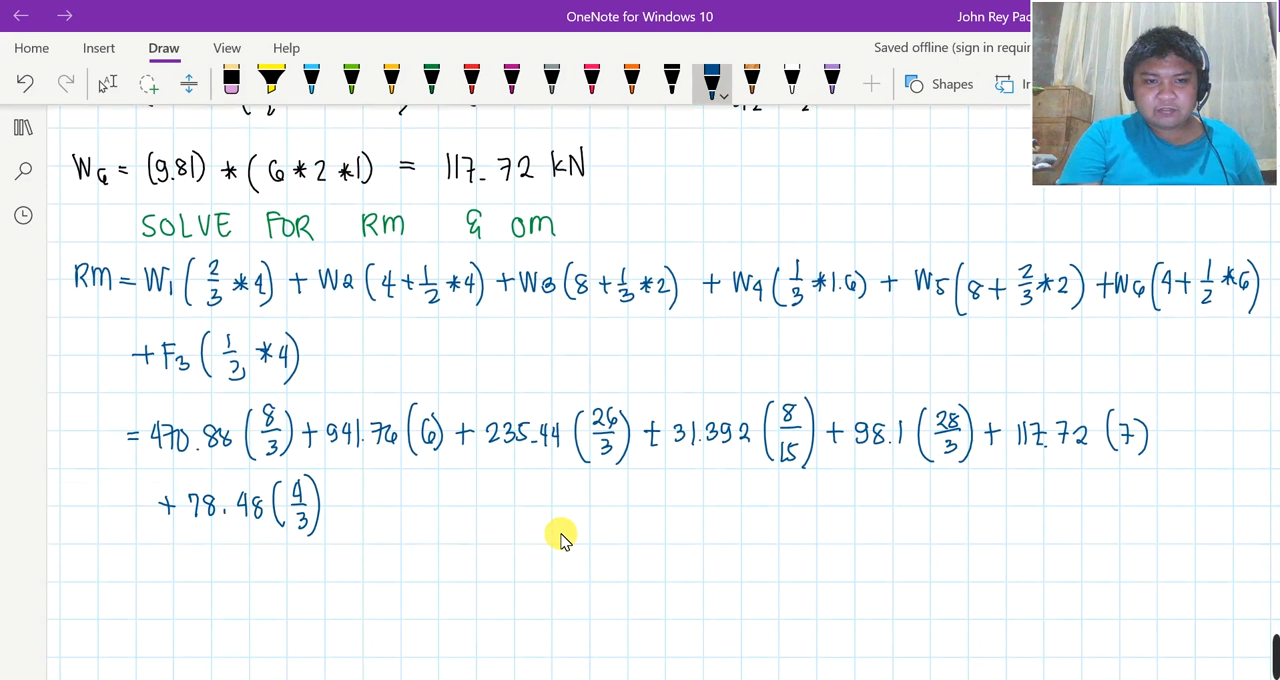 OneNote for Windows 10
John Rey Pac
Home Insert Draw View Help
Saved offline (sign in requir
Shapes
W6 = (9.81) * (6*2*1) = 117.72 kN
SOLVE FOR RM & OM
RM = W1 (2/3 *4) + W2 (4+1/2 *4) + W3 (8+1/3 *2) + W4 (1/3 *1.6) + W5 (8+2/3 *2) + W6 (4+1/2 *6)
+ F3 (1/3 *4)
= 470.88 (8/3) + 941.76 (6) + 235.44 (26/3) + 31.392 (8/15) + 98.1 (28/3) + 117.72 (7)
+ 78.48 (4/3)